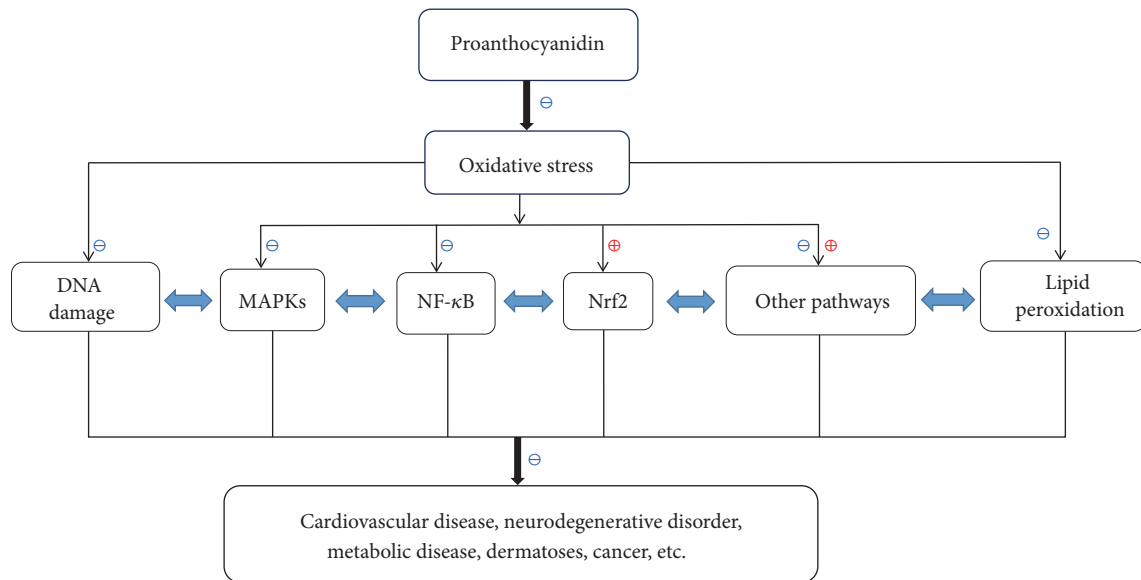 Proanthocyanidin
⊖
Oxidative stress
⊖ ⊖ ⊖ ⊕ ⊖ ⊕ ⊖
DNA
damage
MAPKs
NF-κB
Nrf2
Other pathways
Lipid
peroxidation
⊖
Cardiovascular disease, neurodegenerative disorder,
metabolic disease, dermatoses, cancer, etc.